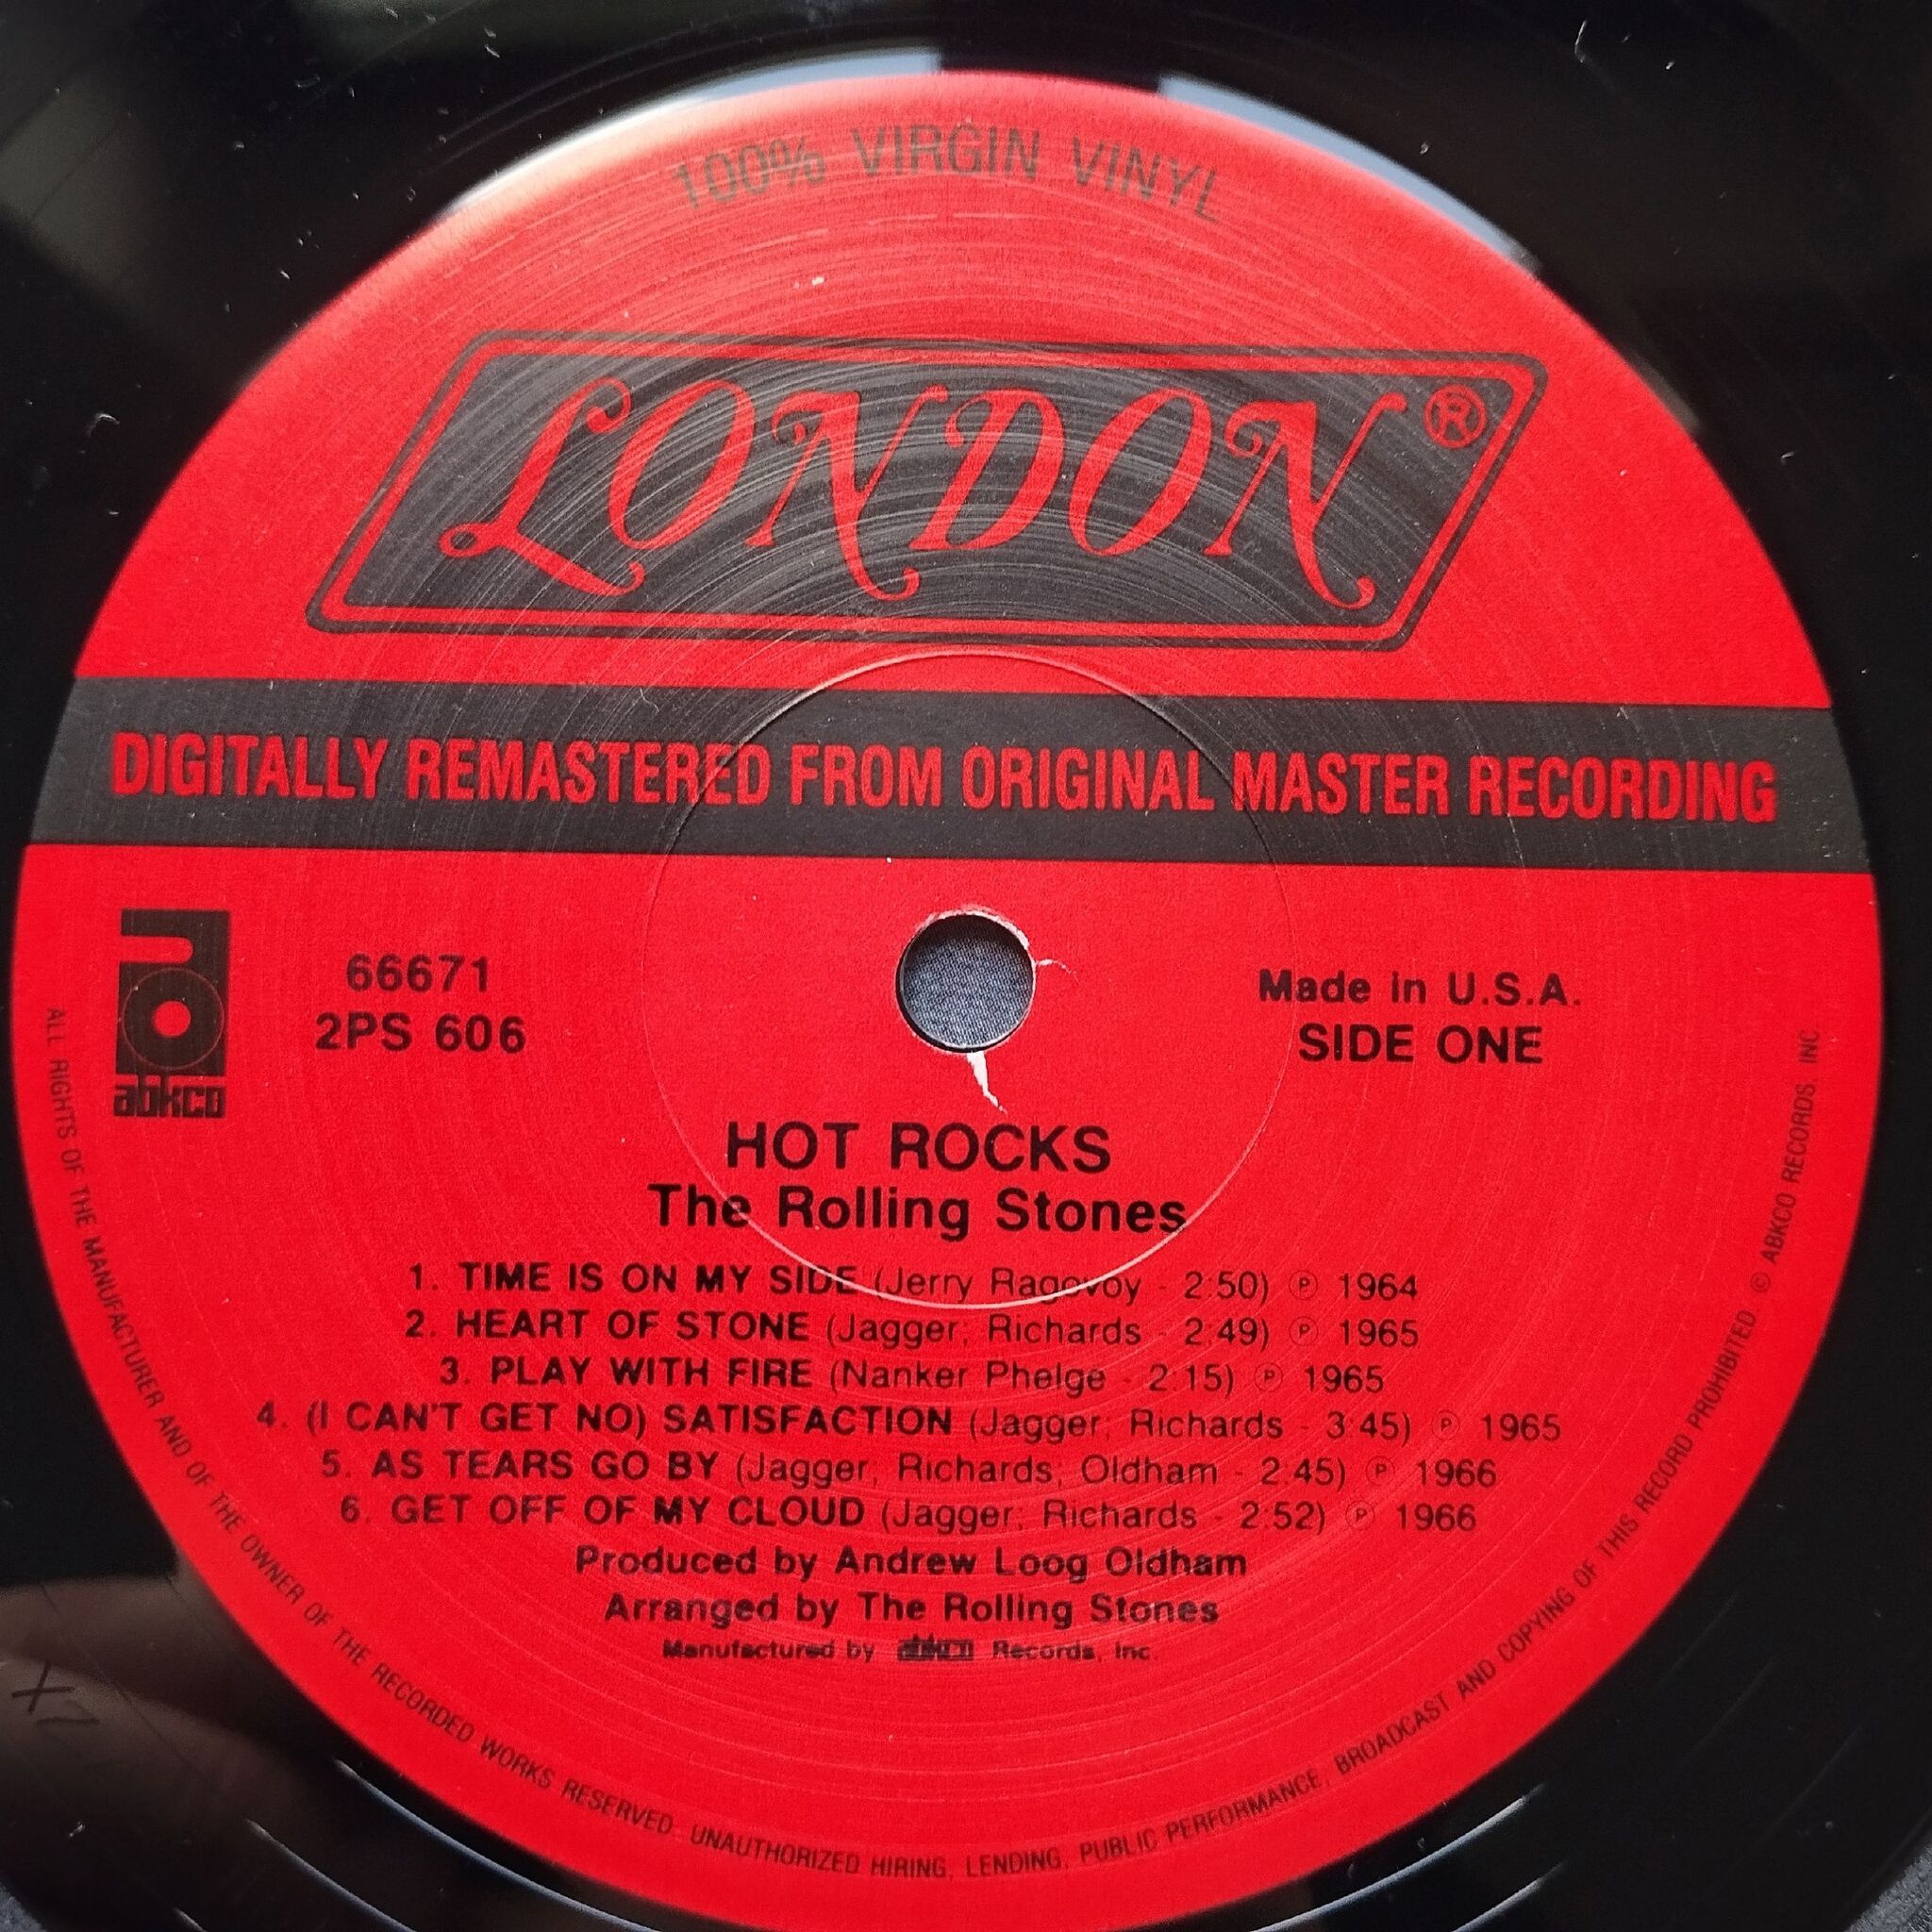 100% VIRGIN VINYL
LONDON®
DIGITALLY REMASTERED FROM ORIGINAL MASTER RECORDING
abkco
66671
2PS 606
Made in U.S.A.
SIDE ONE
HOT ROCKS
The Rolling Stones
1. TIME IS ON MY SIDE (Jerry Ragovoy - 2:50) ℗ 1964
2. HEART OF STONE (Jagger; Richards - 2:49) ℗ 1965
3. PLAY WITH FIRE (Nanker Phelge - 2:15) ℗ 1965
4. (I CAN'T GET NO) SATISFACTION (Jagger; Richards - 3:45) ℗ 1965
5. AS TEARS GO BY (Jagger; Richards; Oldham - 2:45) ℗ 1966
6. GET OFF OF MY CLOUD (Jagger; Richards - 2:52) ℗ 1966
Produced by Andrew Loog Oldham
Arranged by The Rolling Stones
Manufactured by abkco Records, Inc.
ALL RIGHTS OF THE MANUFACTURER AND OF THE OWNER OF THE RECORDED WORKS RESERVED. UNAUTHORIZED HIRING, LENDING, PUBLIC PERFORMANCE, BROADCAST AND COPYING OF THIS RECORD PROHIBITED © ABKCO RECORDS, INC